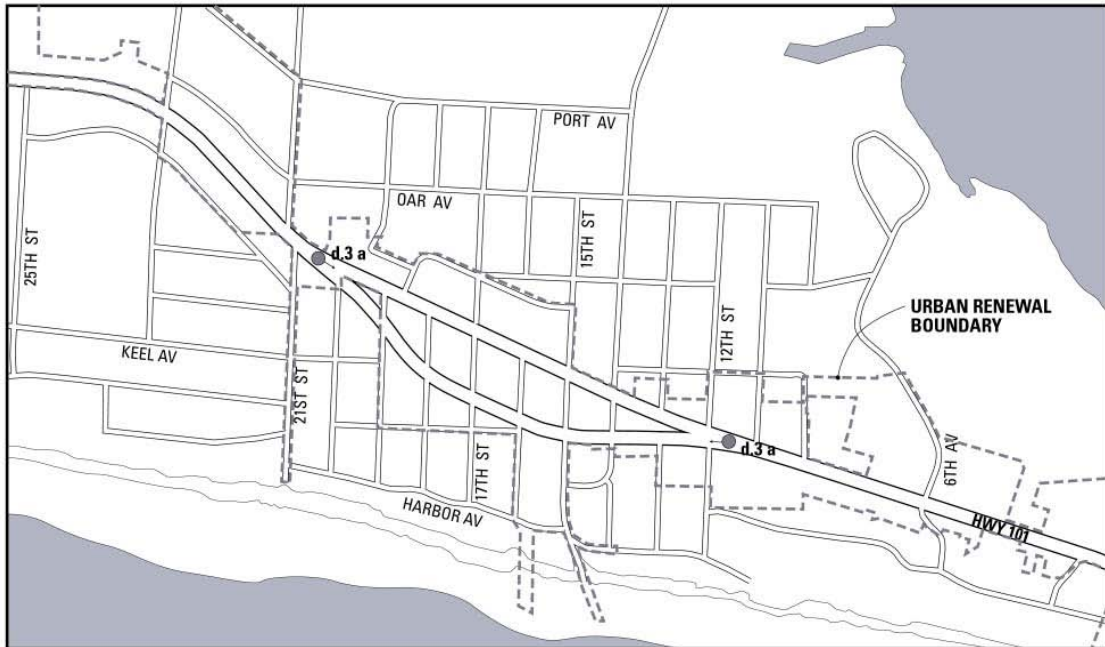 PORT AV
OAR AV
15TH ST
25TH ST
d.3 a
URBAN RENEWAL
BOUNDARY
12TH ST
KEEL AV
21ST ST
17TH ST
d.3 a
6TH AV
HARBOR AV
HWY 101